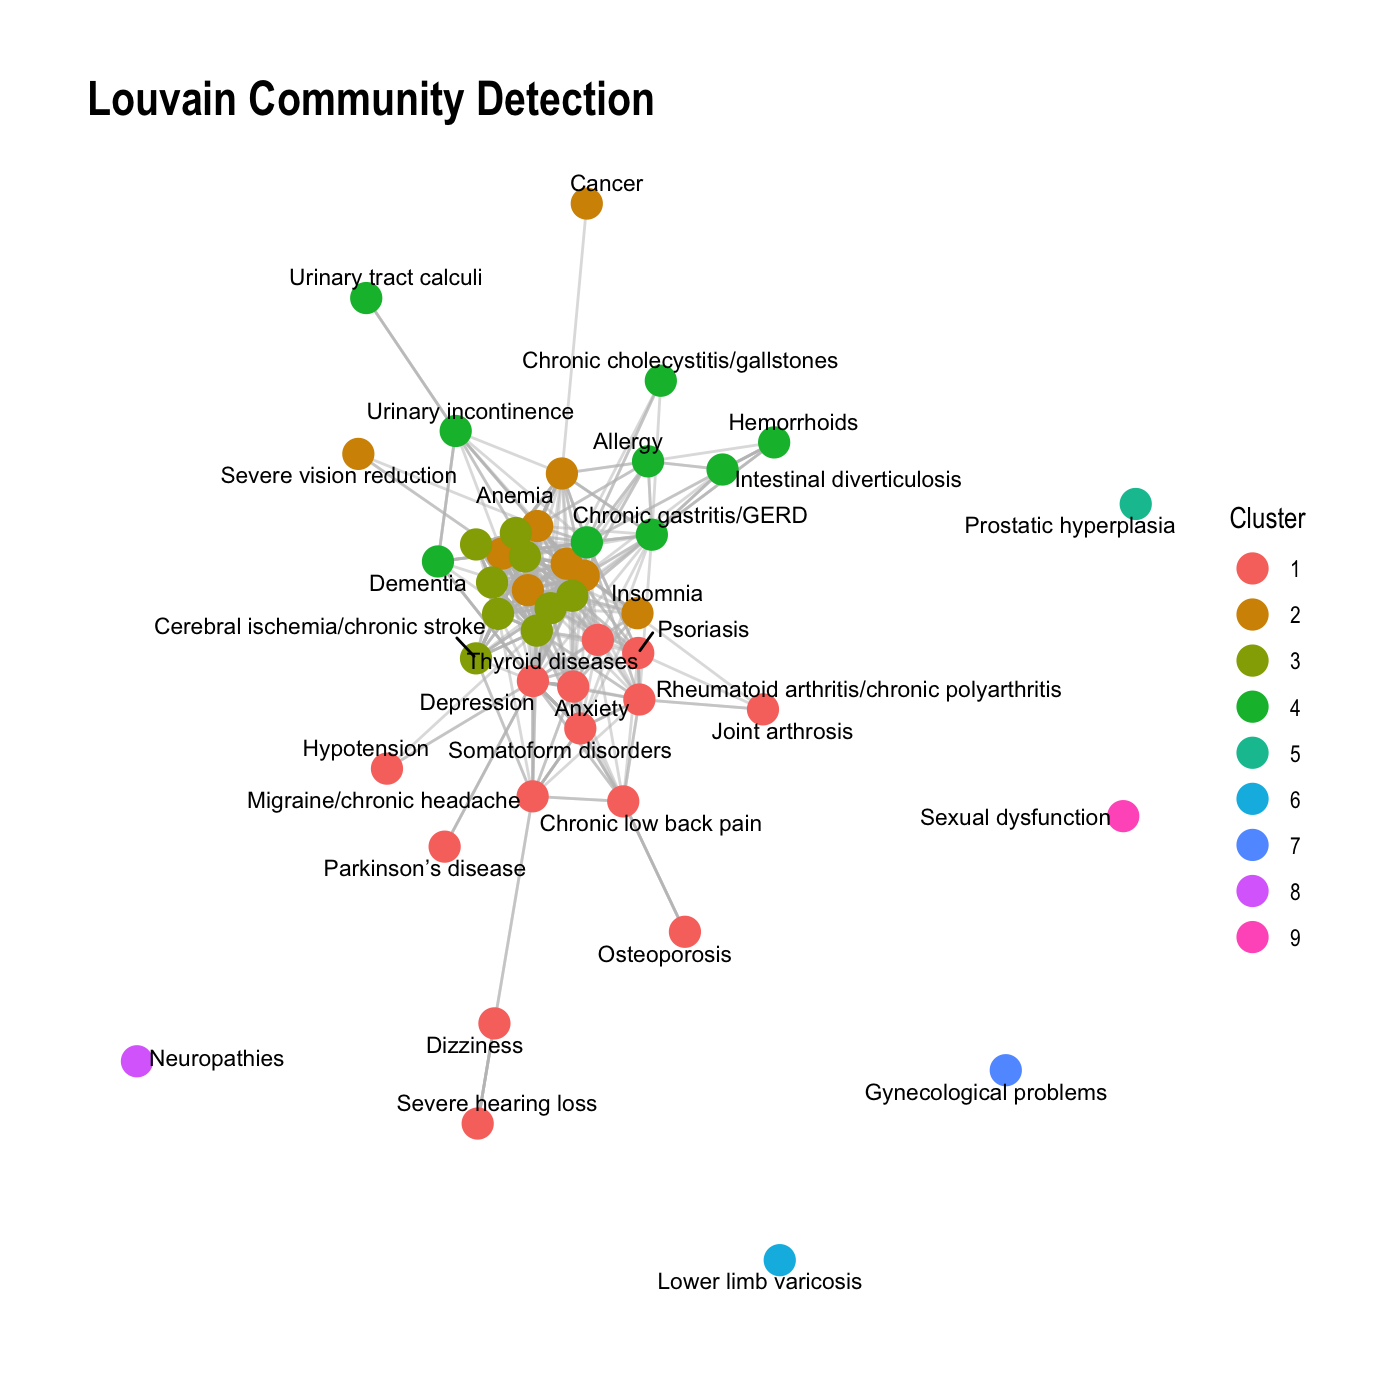 Louvain Community Detection
Cancer
Urinary tract calculi
Chronic cholecystitis/gallstones
Urinary incontinence
Hemorrhoids
Allergy
Severe vision reduction
Intestinal diverticulosis
Anemia
Chronic gastritis/GERD
Prostatic hyperplasia
Dementia
Insomnia
Cerebral ischemia/chronic stroke
Psoriasis
Thyroid diseases
Rheumatoid arthritis/chronic polyarthritis
Depression
Anxiety
Joint arthrosis
Hypotension
Somatoform disorders
Migraine/chronic headache
Chronic low back pain
Sexual dysfunction
Parkinson's disease
Osteoporosis
Dizziness
Neuropathies
Gynecological problems
Severe hearing loss
Lower limb varicosis
Cluster
1
2
3
4
5
6
7
8
9